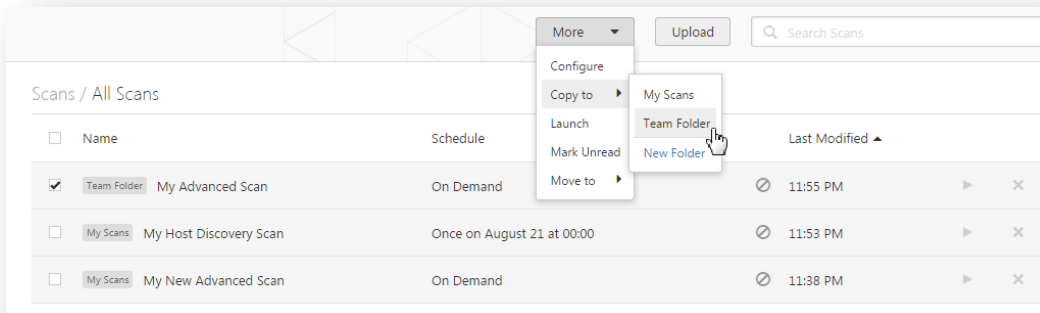 More
Upload
Search Scans
Configure
Copy to
My Scans
Team Folder
New Folder
Launch
Mark Unread
Move to
Scans / All Scans
Name Schedule Last Modified
Team Folder My Advanced Scan On Demand 11:55 PM
My Scans My Host Discovery Scan Once on August 21 at 00:00 11:53 PM
My Scans My New Advanced Scan On Demand 11:38 PM